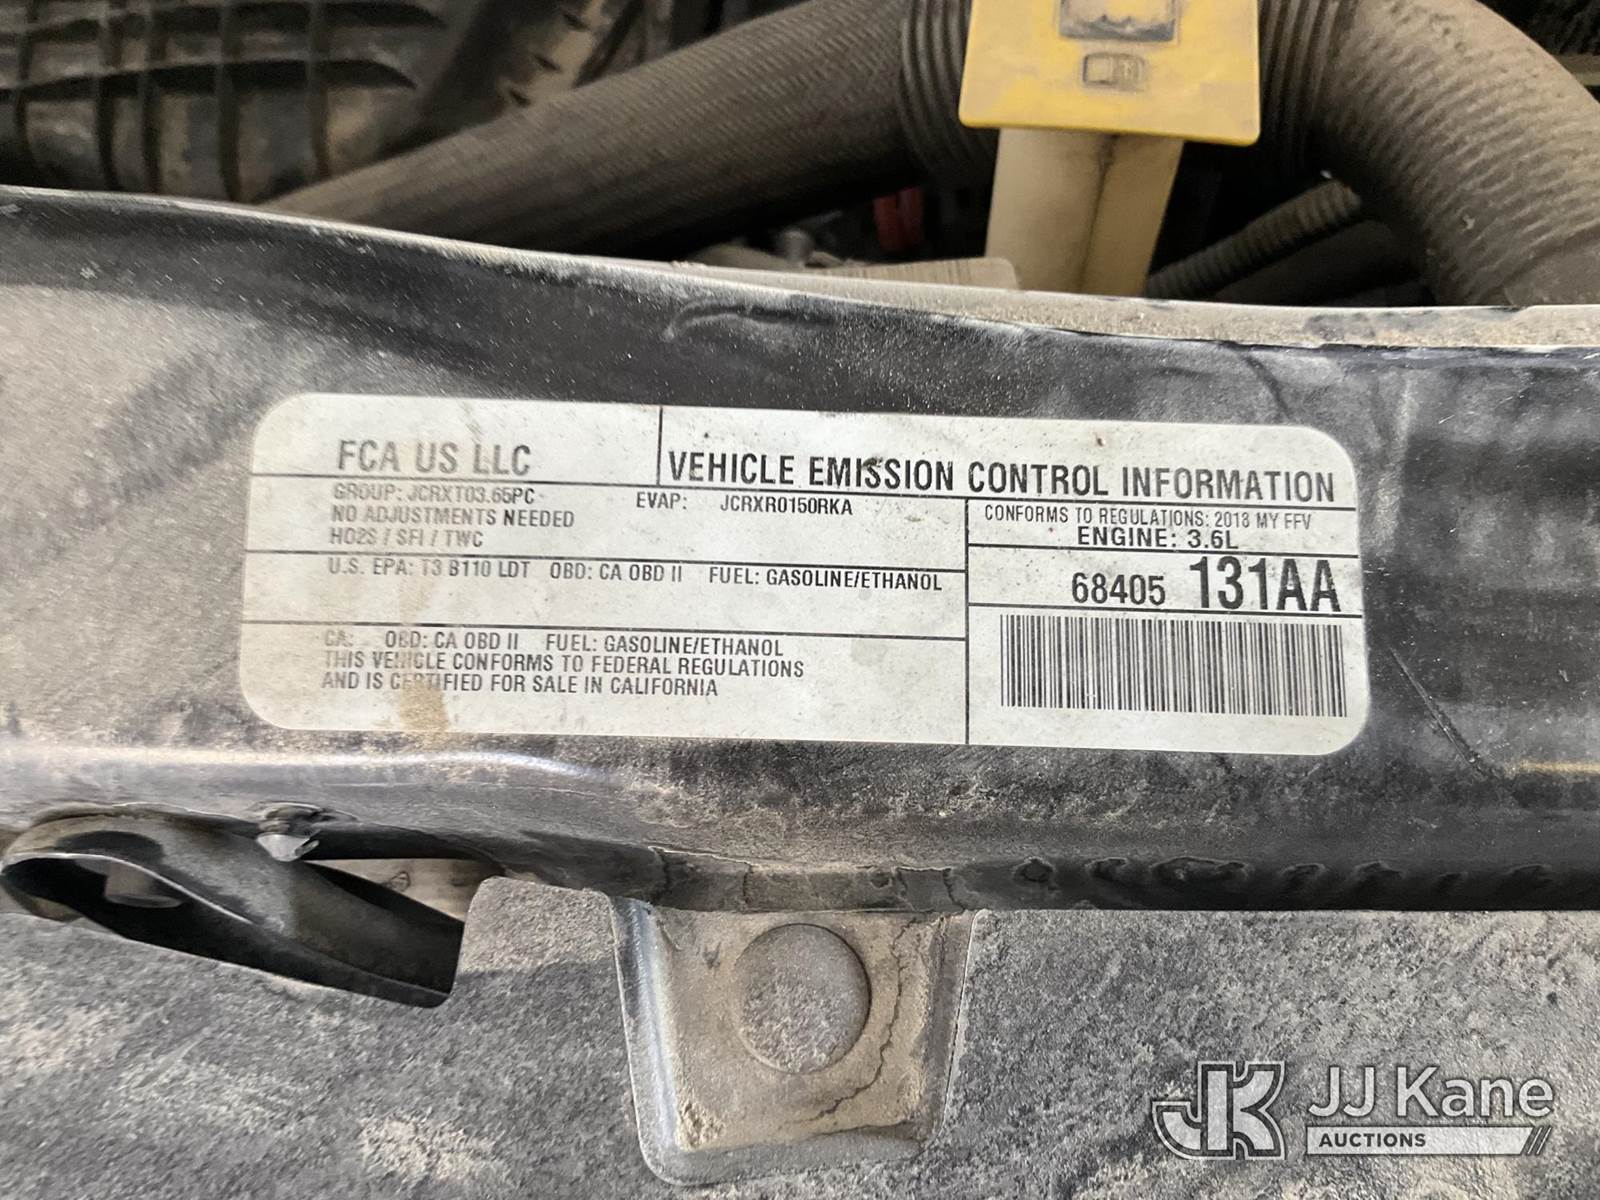 FCA US LLC
VEHICLE EMISSION CONTROL INFORMATION
GROUP: JCRXT03.65PC
EVAP: JCRXR0150RKA
NO ADJUSTMENTS NEEDED
HO2S / SFI / TWC
CONFORMS TO REGULATIONS: 2018 MY FFV
ENGINE: 3.6L
U.S. EPA: T3 B110 LDT OBD: CA OBD II FUEL: GASOLINE/ETHANOL
68405 131AA
CA: OBD: CA OBD II FUEL: GASOLINE/ETHANOL
THIS VEHICLE CONFORMS TO FEDERAL REGULATIONS
AND IS CERTIFIED FOR SALE IN CALIFORNIA
JK
JJ Kane
AUCTIONS